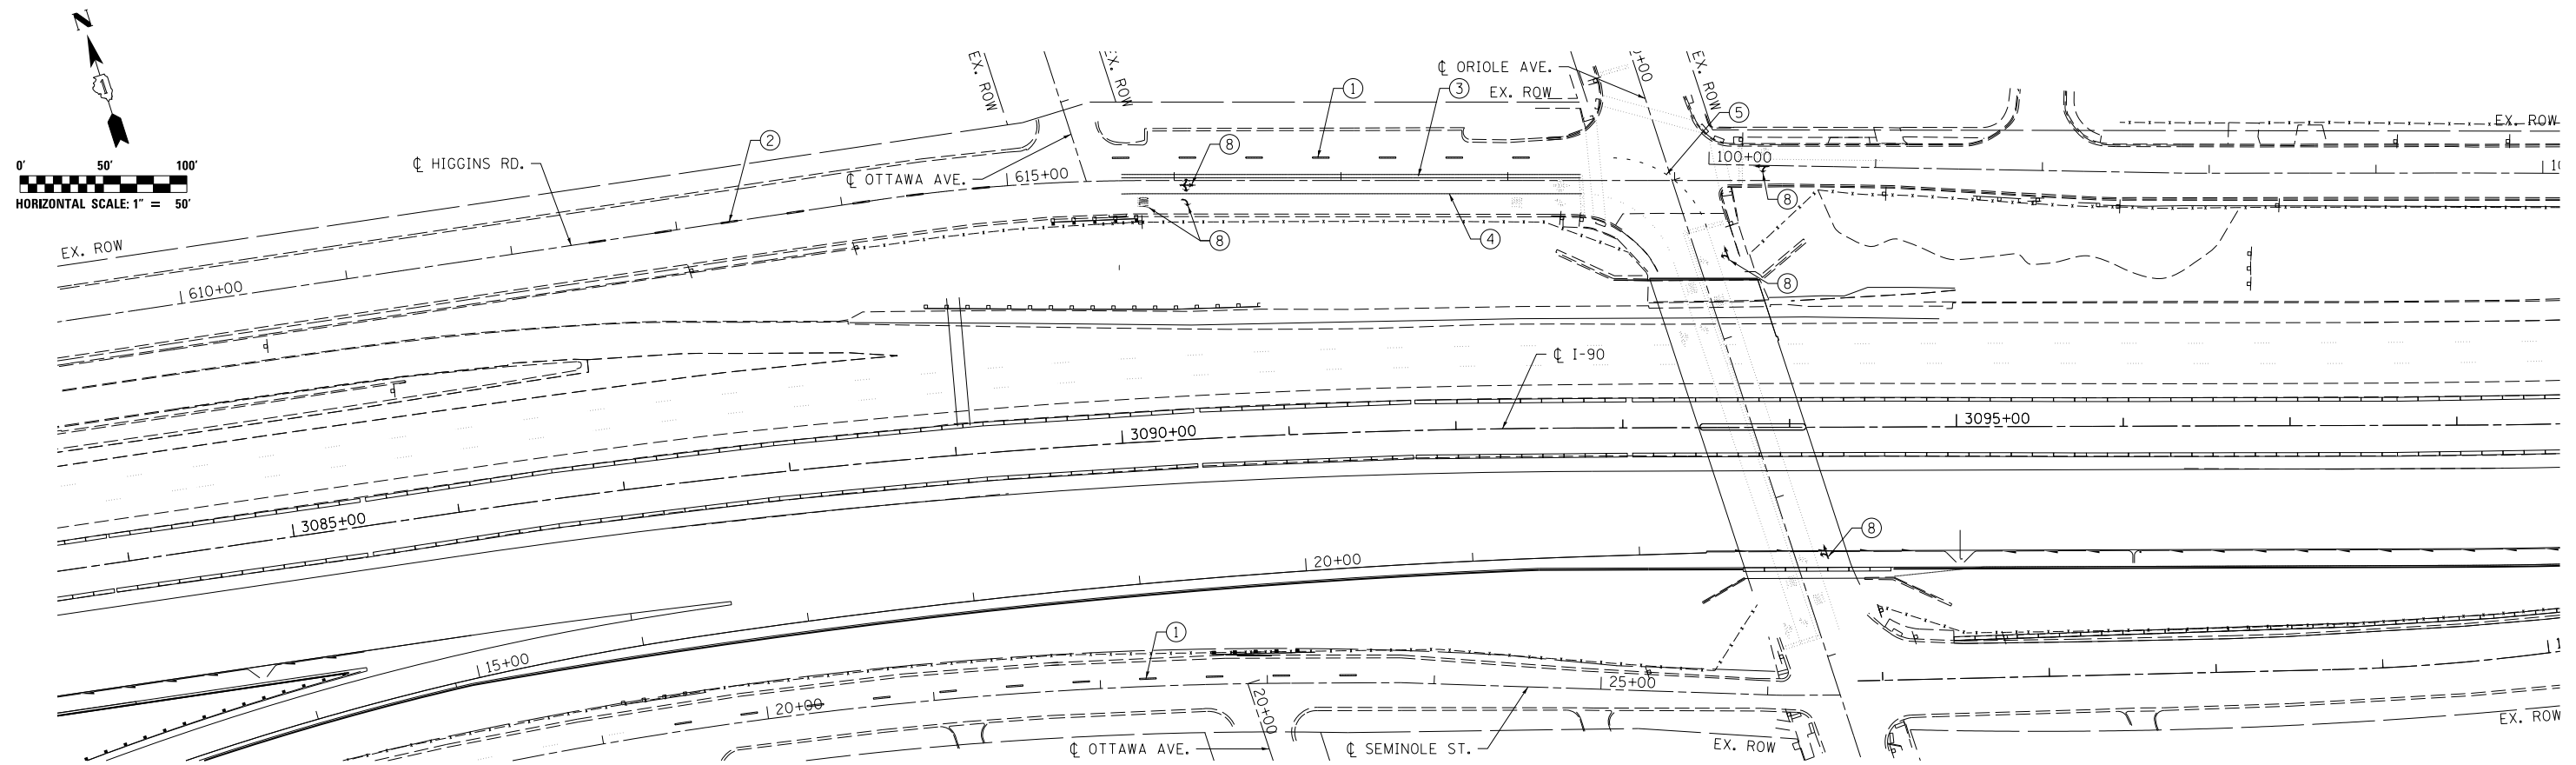 N
1
0' 50' 100'
HORIZONTAL SCALE: 1" = 50'
EX. ROW
EX. ROW
℄ ORIOLE AVE.
EX. ROW
EX. ROW
EX. ROW
1
3
5
2
8
℄ HIGGINS RD.
℄ OTTAWA AVE.
615+00
100+00
8
EX. ROW
8
4
8
610+00
℄ I-90
3090+00
3095+00
3085+00
8
20+00
15+00
1
20+00
20+00
25+00
℄ OTTAWA AVE.
℄ SEMINOLE ST.
EX. ROW
EX. ROW